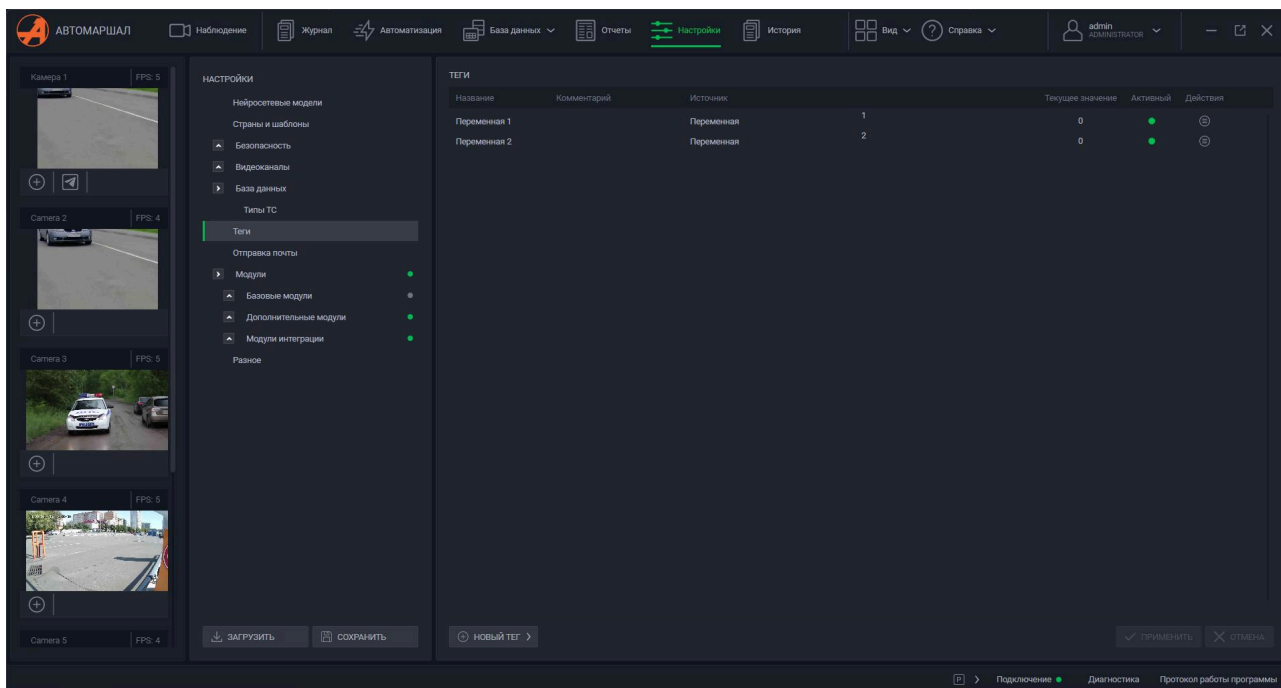 АВТОМАРШАЛ Наблюдение Журнал Автоматизация База данных Отчеты Настройки История Вид ? Справка admin
ADMINISTRATOR
Камера 1 FPS: 5
Camera 2 FPS: 4
Camera 3 FPS: 5
Camera 4 FPS: 5
Camera 5 FPS: 4
НАСТРОЙКИ
Нейросетевые модели
Страны и шаблоны
Безопасность
Видеоканалы
База данных
Типы ТС
Теги
Отправка почты
Модули
Базовые модули
Дополнительные модули
Модули интеграции
Разное
ЗАГРУЗИТЬ СОХРАНИТЬ
ТЕГИ
Название Комментарий Источник Текущее значение Активный Действия
Переменная 1 Переменная 1 0
Переменная 2 Переменная 2 0
НОВЫЙ ТЕГ ПРИМЕНИТЬ ОТМЕНА
P Подключение Диагностика Протокол работы программы